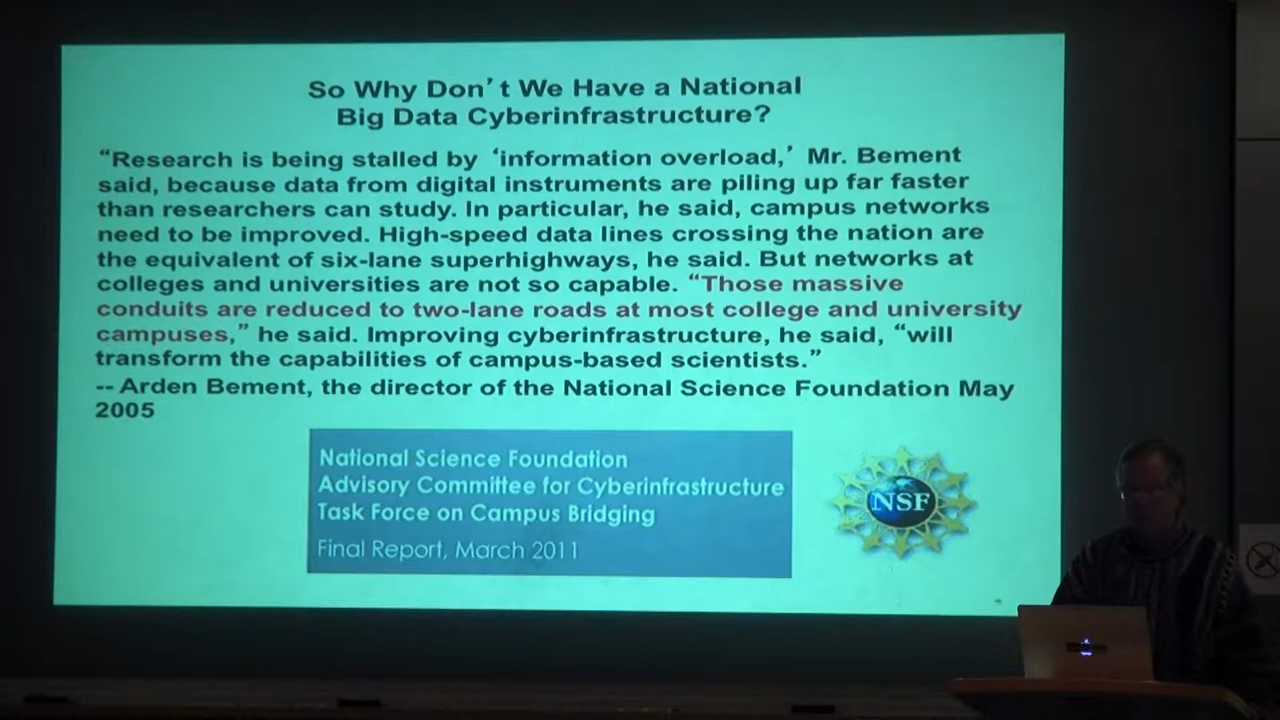 So Why Don’t We Have a National
Big Data Cyberinfrastructure?
“Research is being stalled by ‘information overload,’ Mr. Bement
said, because data from digital instruments are piling up far faster
than researchers can study. In particular, he said, campus networks
need to be improved. High-speed data lines crossing the nation are
the equivalent of six-lane superhighways, he said. But networks at
colleges and universities are not so capable. “Those massive
conduits are reduced to two-lane roads at most college and university
campuses,” he said. Improving cyberinfrastructure, he said, “will
transform the capabilities of campus-based scientists.”
-- Arden Bement, the director of the National Science Foundation May
2005
National Science Foundation
Advisory Committee for Cyberinfrastructure
Task Force on Campus Bridging
Final Report, March 2011
NSF